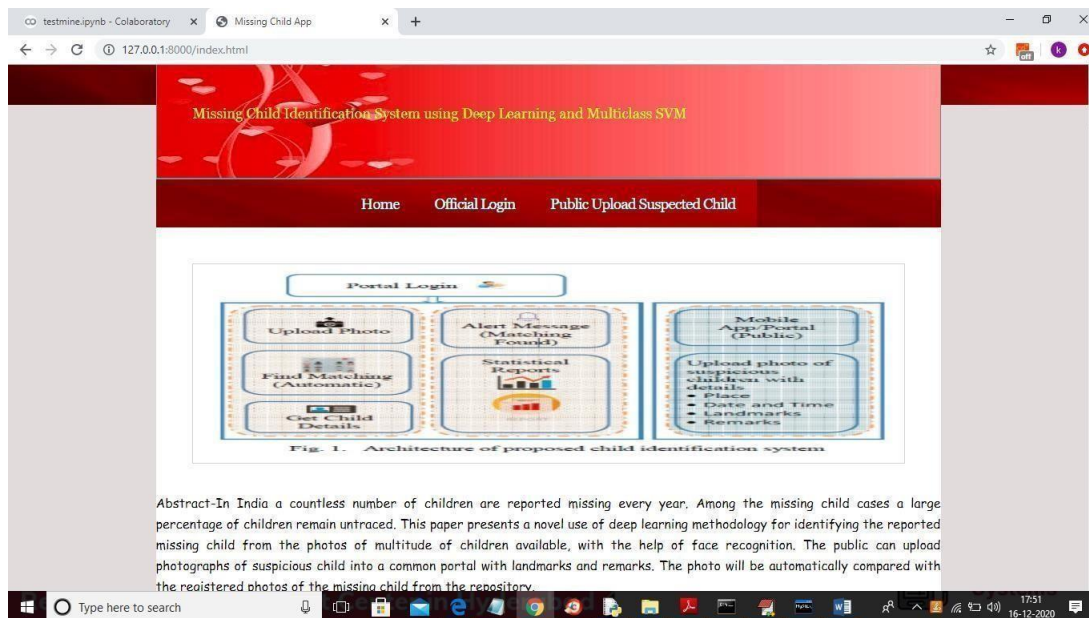 testmine.ipynb - Colaboratory
Missing Child App
127.0.0.1:8000/index.html
off
k
Missing Child Identification System using Deep Learning and Multiclass SVM
Home
Official Login
Public Upload Suspected Child
Portal Login
Upload Photo
Find Matching
(Automatic)
Get Child
Details
Alert Message
(Matching
Found)
Statistical
Reports
Mobile
App/Portal
(Public)
Upload photo of
suspicious
children with
details
• Place
• Date and Time
• Landmarks
• Remarks
Fig. 1. Architecture of proposed child identification system
Abstract-In India a countless number of children are reported missing every year. Among the missing child cases a large
percentage of children remain untraced. This paper presents a novel use of deep learning methodology for identifying the reported
missing child from the photos of multitude of children available, with the help of face recognition. The public can upload
photographs of suspicious child into a common portal with landmarks and remarks. The photo will be automatically compared with
the registered photos of the missing child from the repository.
Type here to search
17:51
16-12-2020